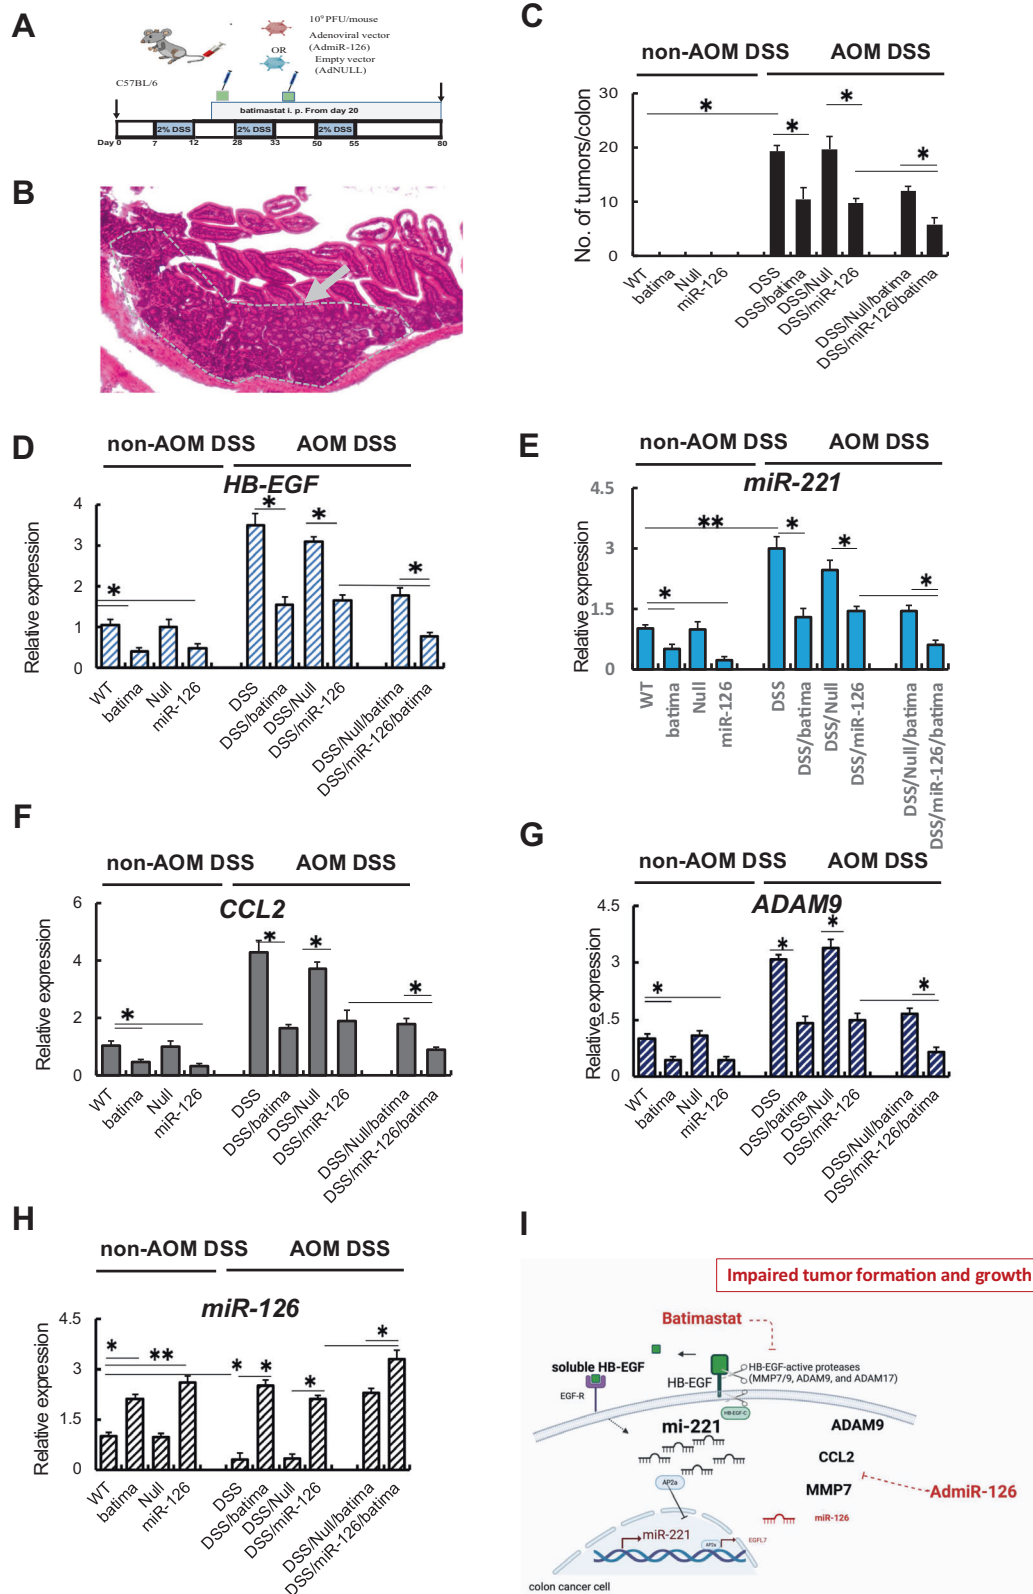 A
10⁹ PFU/mouse
Adenoviral vector
(AdmiR-126)
OR
Empty vector
(AdNULL)
C57BL/6
batimastat i. p. From day 20
2% DSS
2% DSS
2% DSS
Day 0 7 12 28 33 50 55 80
B
C
non-AOM DSS AOM DSS
No. of tumors/colon
30
20
10
0
* * * *
WT
batima
Null
miR-126
DSS
DSS/batima
DSS/Null
DSS/miR-126
DSS/Null/batima
DSS/miR-126/batima
D
non-AOM DSS AOM DSS
HB-EGF
Relative expression
4
3
2
1
0
* * * *
WT
batima
Null
miR-126
DSS
DSS/batima
DSS/Null
DSS/miR-126
DSS/Null/batima
DSS/miR-126/batima
E
non-AOM DSS AOM DSS
miR-221
Relative expression
4.5
3
1.5
0
* ** * * *
WT
batima
Null
miR-126
DSS
DSS/batima
DSS/Null
DSS/miR-126
DSS/Null/batima
DSS/miR-126/batima
F
non-AOM DSS AOM DSS
CCL2
Relative expression
6
4
2
0
* * * *
WT
batima
Null
miR-126
DSS
DSS/batima
DSS/Null
DSS/miR-126
DSS/Null/batima
DSS/miR-126/batima
G
non-AOM DSS AOM DSS
ADAM9
Relative expression
4.5
3
1.5
0
* * * *
WT
batima
Null
miR-126
DSS
DSS/batima
DSS/Null
DSS/miR-126
DSS/Null/batima
DSS/miR-126/batima
H
non-AOM DSS AOM DSS
miR-126
Relative expression
4.5
3
1.5
0
* ** * * * *
WT
batima
Null
miR-126
DSS
DSS/batima
DSS/Null
DSS/miR-126
DSS/Null/batima
DSS/miR-126/batima
I
Impaired tumor formation and growth
Batimastat
soluble HB-EGF
EGF-R
HB-EGF
HB-EGF-active proteases
(MMP7/9, ADAM9, and ADAM17)
HB-EGF-C
mi-221
ADAM9
CCL2
MMP7
AdmiR-126
AP2a
miR-126
miR-221
AP2a
EGFL7
colon cancer cell